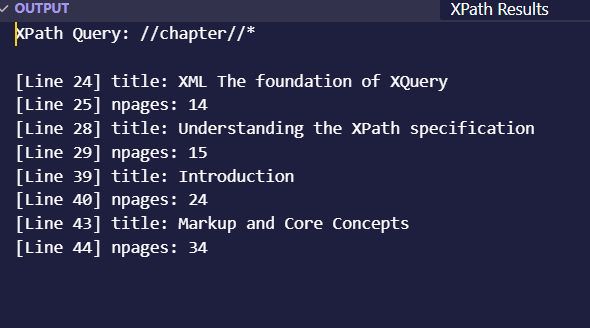 OUTPUT
XPath Results
XPath Query: //chapter//*
[Line 24] title: XML The foundation of XQuery
[Line 25] npages: 14
[Line 28] title: Understanding the XPath specification
[Line 29] npages: 15
[Line 39] title: Introduction
[Line 40] npages: 24
[Line 43] title: Markup and Core Concepts
[Line 44] npages: 34